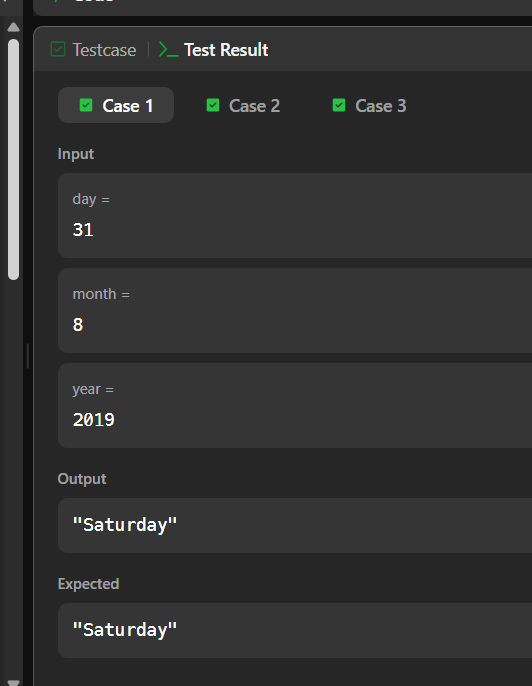 Testcase
Test Result
Case 1
Case 2
Case 3
Input
day =
31
month =
8
year =
2019
Output
"Saturday"
Expected
"Saturday"